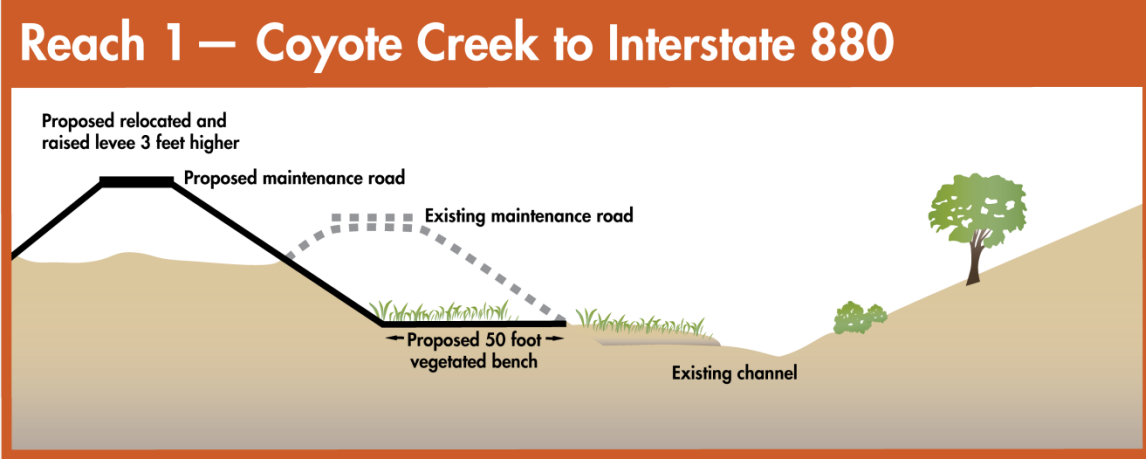 Reach 1 — Coyote Creek to Interstate 880
Proposed relocated and
raised levee 3 feet higher
Proposed maintenance road
Existing maintenance road
Proposed 50 foot
vegetated bench
Existing channel